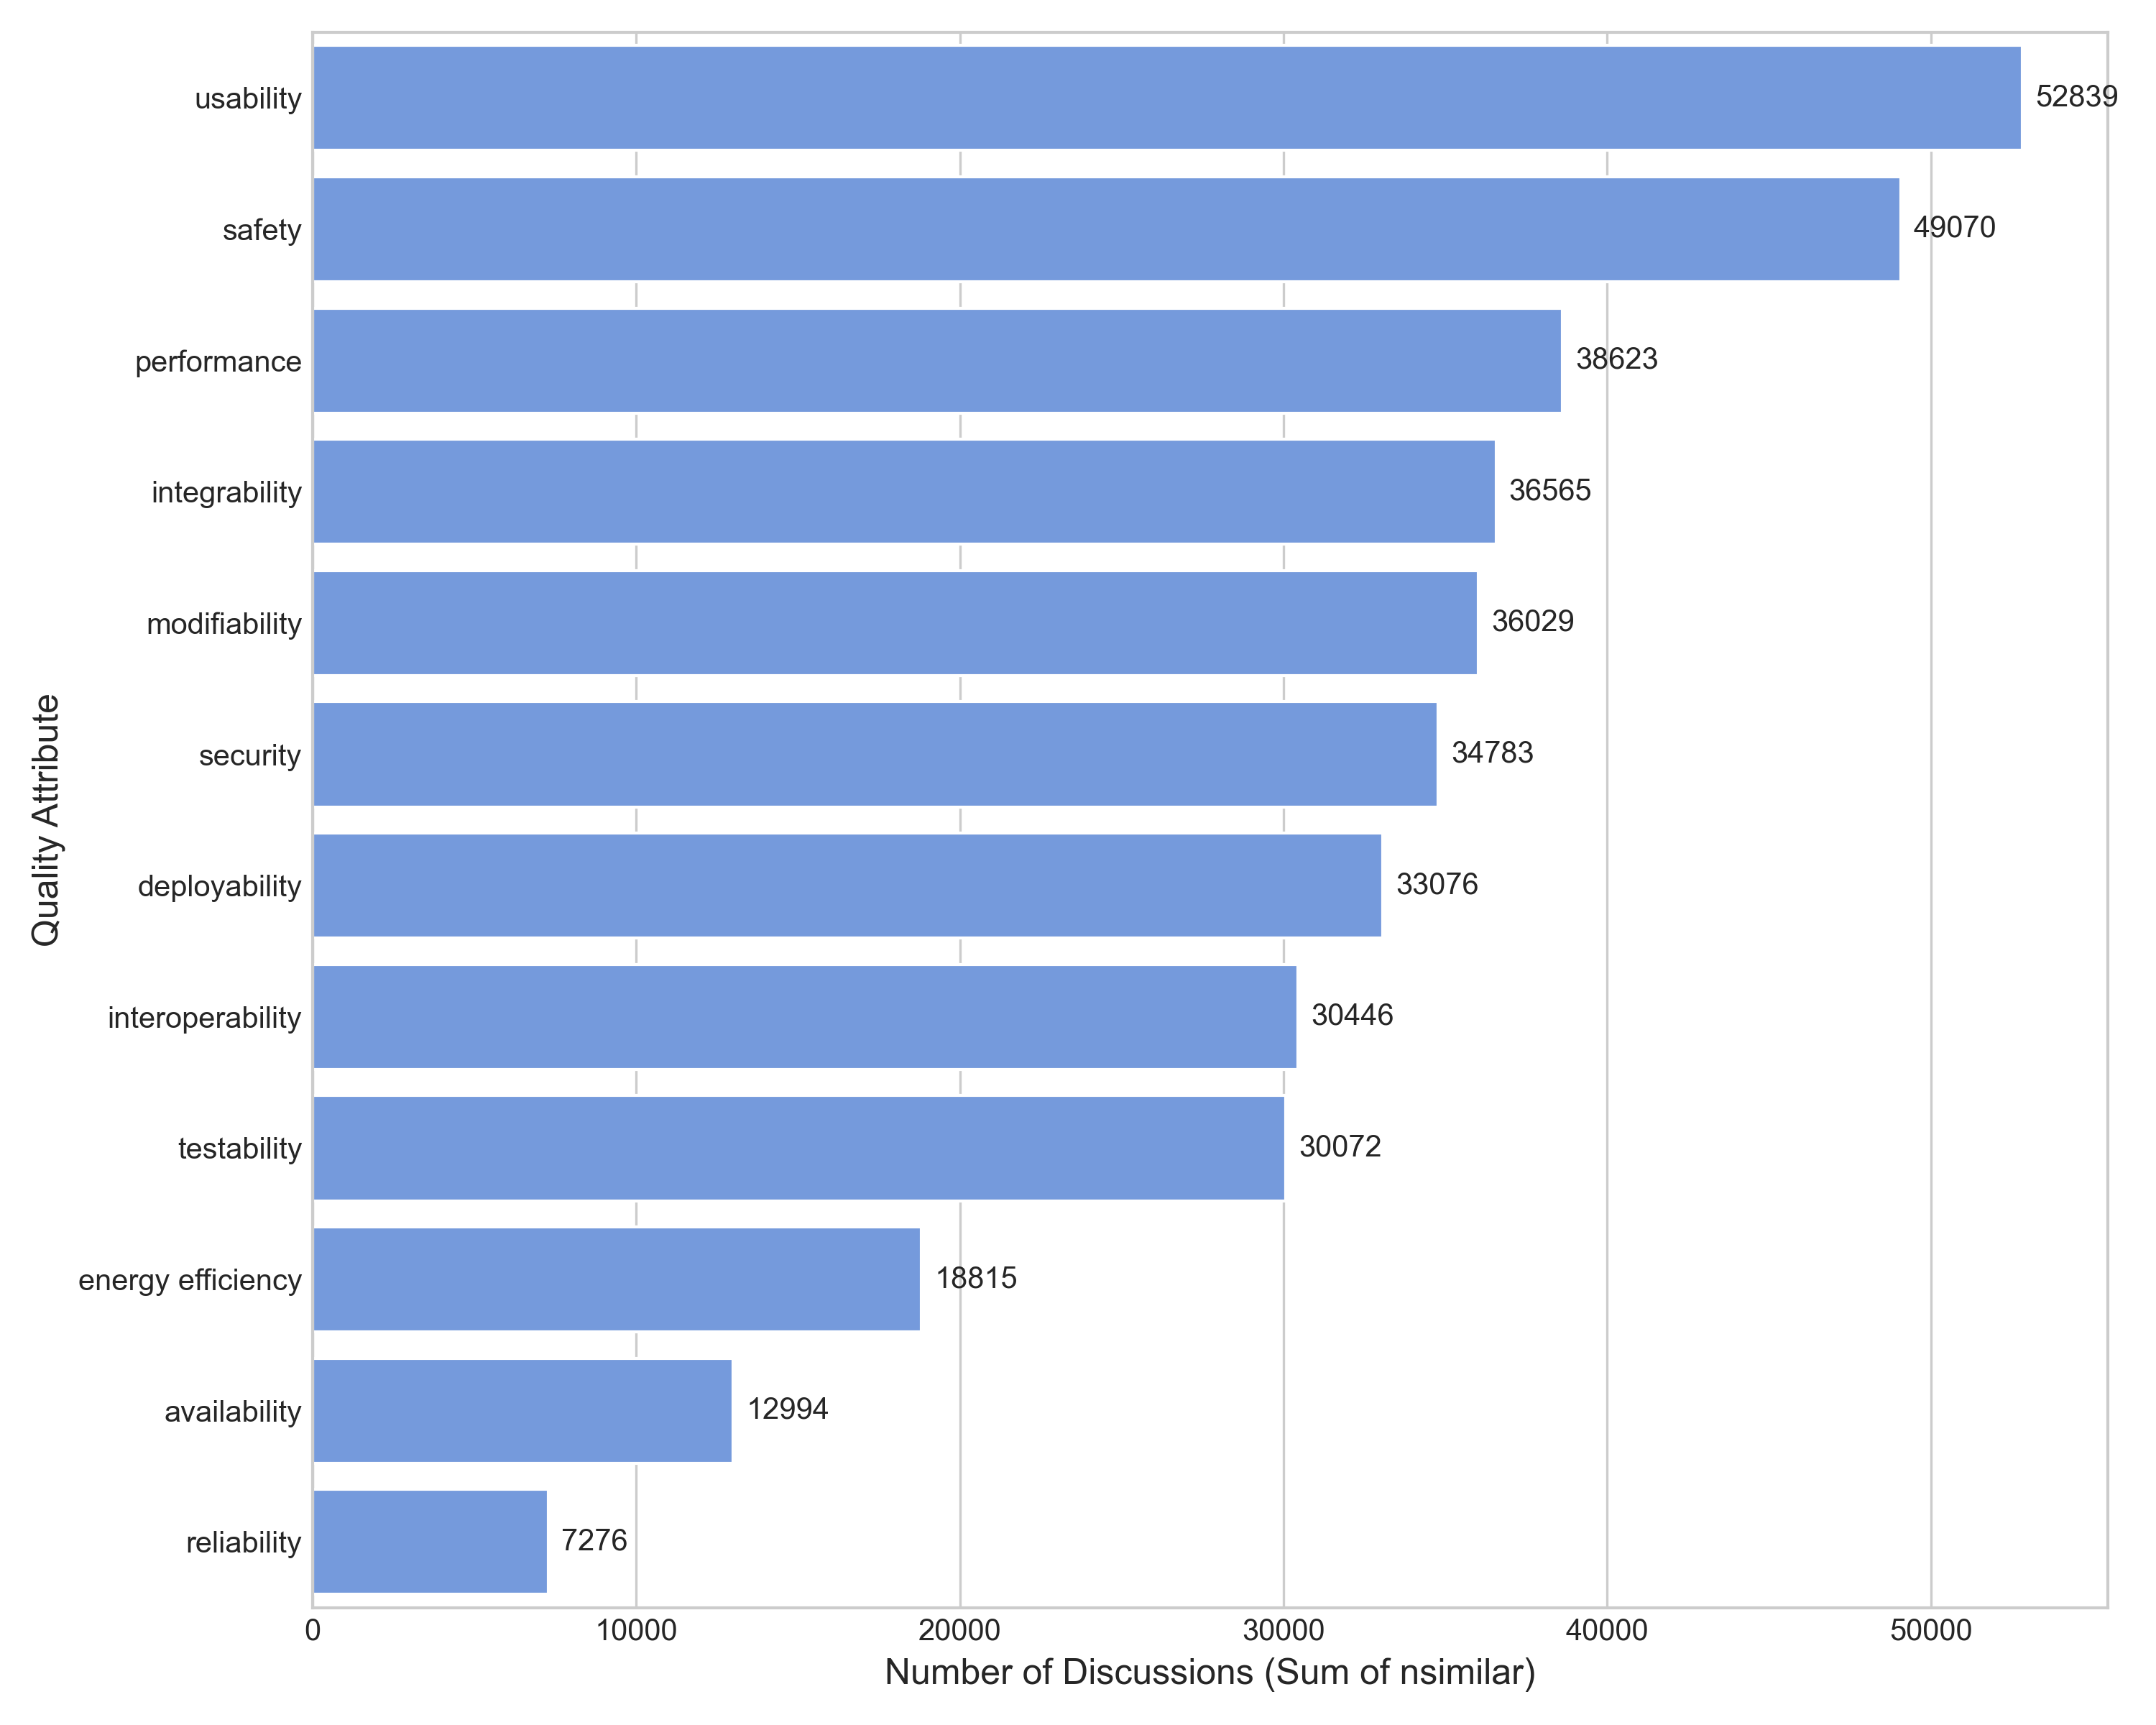 usability 52839
safety 49070
performance 38623
integrability 36565
modifiability 36029
security 34783
deployability 33076
interoperability 30446
testability 30072
energy efficiency 18815
availability 12994
reliability 7276
Quality Attribute
0 10000 20000 30000 40000 50000
Number of Discussions (Sum of nsimilar)